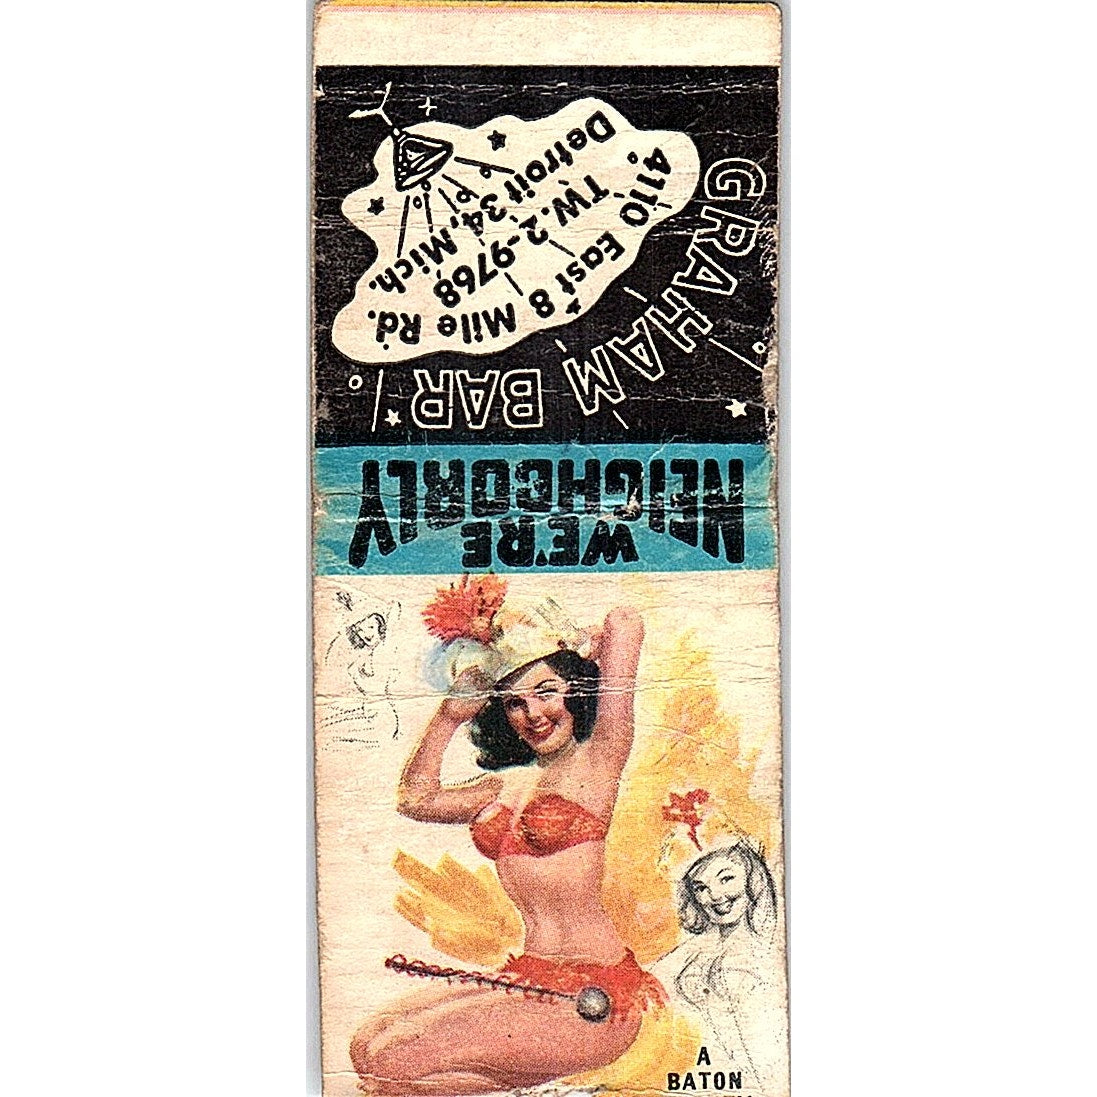 GRAHAM BAR
4110 East 8 Mile Rd.
TW. 2-9768
Detroit 34, Mich.
WE'RE
NEIGHBORLY
A
BATON